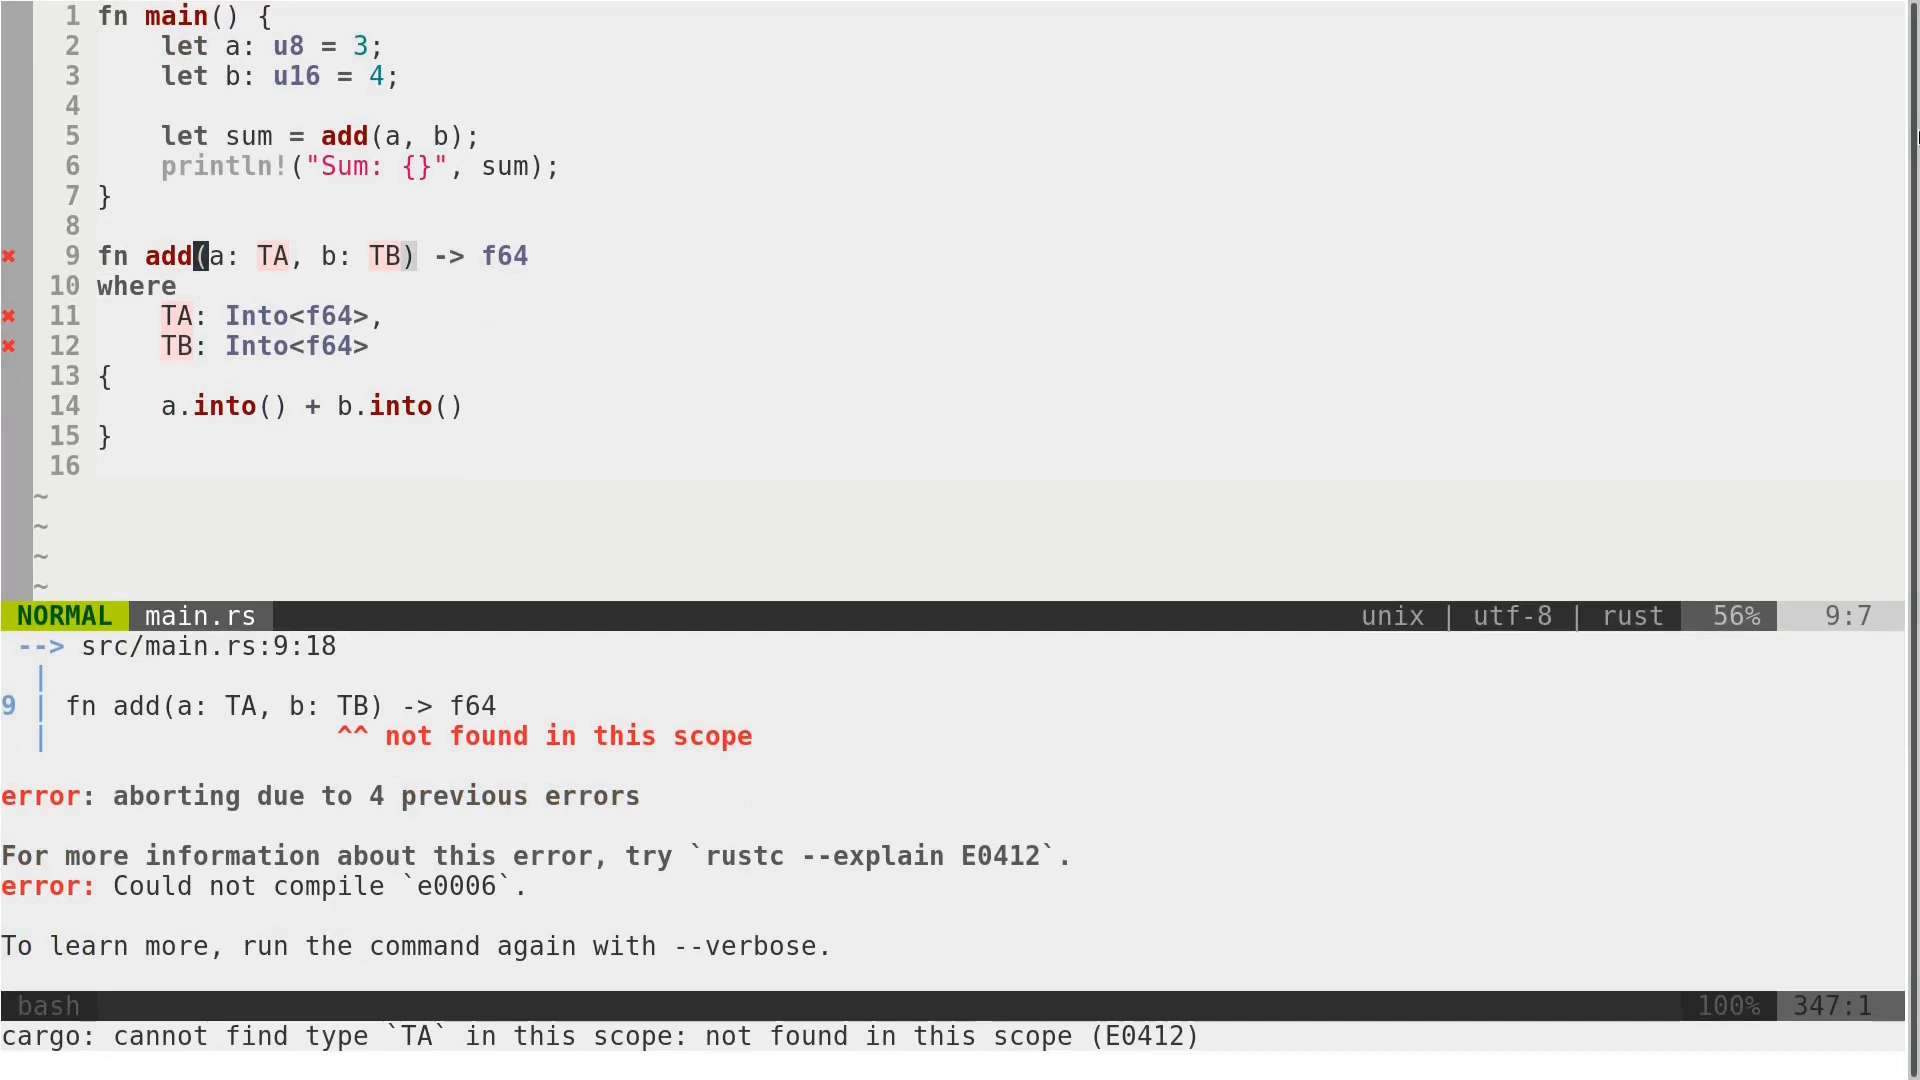 1 fn main() {
2     let a: u8 = 3;
3     let b: u16 = 4;
4
5     let sum = add(a, b);
6     println!("Sum: {}", sum);
7 }
8
✖ 9 fn add(a: TA, b: TB) -> f64
10 where
✖ 11     TA: Into<f64>,
✖ 12     TB: Into<f64>
13 {
14     a.into() + b.into()
15 }
16
~
~
~
~
NORMAL main.rs unix | utf-8 | rust 56% 9:7
--> src/main.rs:9:18
|
9 | fn add(a: TA, b: TB) -> f64
|                  ^^ not found in this scope
error: aborting due to 4 previous errors
For more information about this error, try `rustc --explain E0412`.
error: Could not compile `e0006`.
To learn more, run the command again with --verbose.
bash 100% 347:1
cargo: cannot find type `TA` in this scope: not found in this scope (E0412)